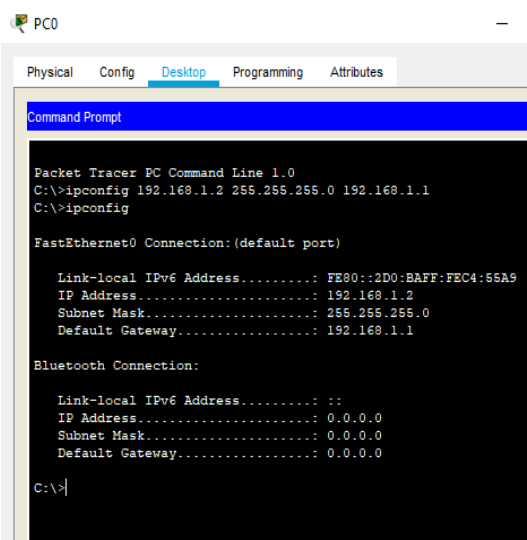 PC0
Physical Config Desktop Programming Attributes
Command Prompt
Packet Tracer PC Command Line 1.0
C:\>ipconfig 192.168.1.2 255.255.255.0 192.168.1.1
C:\>ipconfig
FastEthernet0 Connection:(default port)
Link-local IPv6 Address.........: FE80::2D0:BAFF:FEC4:55A9
IP Address......................: 192.168.1.2
Subnet Mask.....................: 255.255.255.0
Default Gateway.................: 192.168.1.1
Bluetooth Connection:
Link-local IPv6 Address.........: ::
IP Address......................: 0.0.0.0
Subnet Mask.....................: 0.0.0.0
Default Gateway.................: 0.0.0.0
C:\>